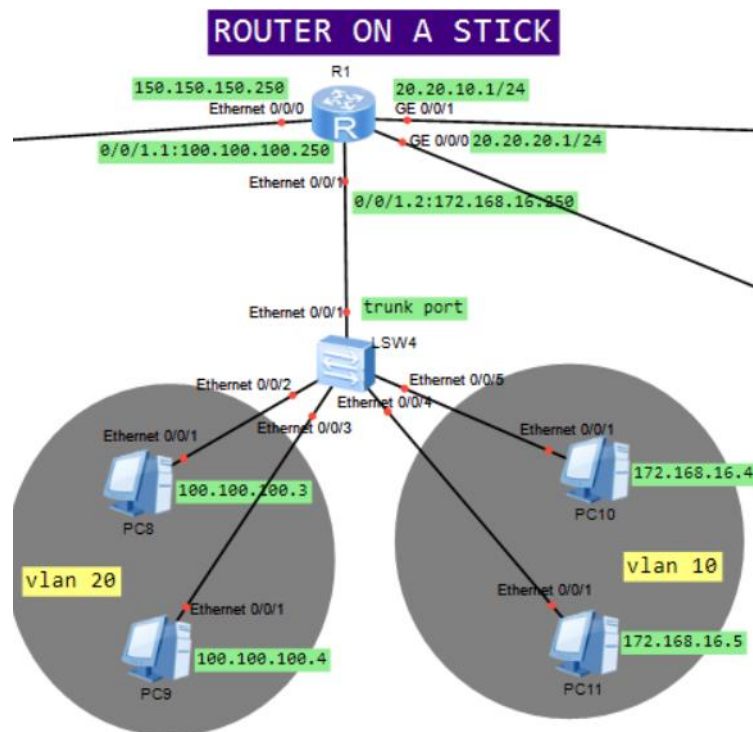 ROUTER ON A STICK
R1
150.150.150.250
20.20.10.1/24
Ethernet 0/0/0
GE 0/0/1
GE 0/0/0
20.20.20.1/24
0/0/1.1:100.100.100.250
Ethernet 0/0/1
0/0/1.2:172.168.16.250
Ethernet 0/0/1
trunk port
LSW4
Ethernet 0/0/2
Ethernet 0/0/5
Ethernet 0/0/4
Ethernet 0/0/3
Ethernet 0/0/1
Ethernet 0/0/1
172.168.16.4
100.100.100.3
PC8
PC10
vlan 20
vlan 10
Ethernet 0/0/1
Ethernet 0/0/1
172.168.16.5
100.100.100.4
PC9
PC11